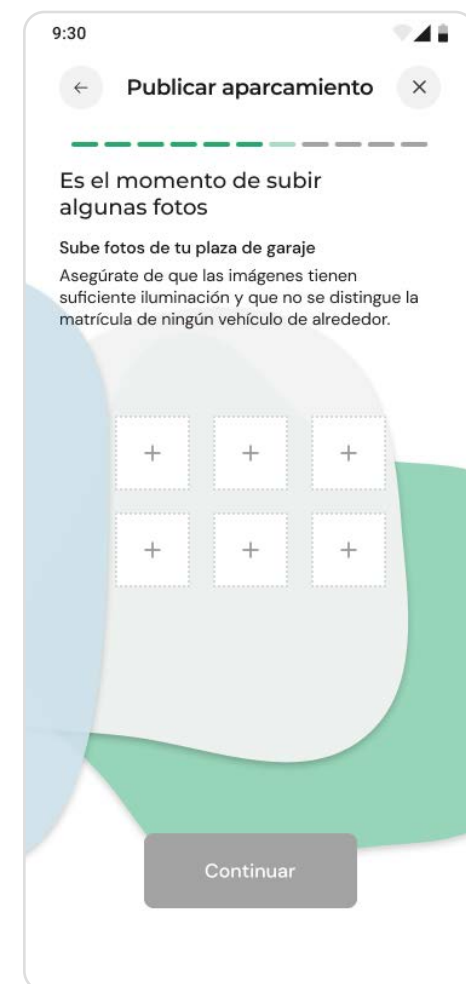 9:30
Publicar aparcamiento
Es el momento de subir
algunas fotos
Sube fotos de tu plaza de garaje
Asegúrate de que las imágenes tienen
suficiente iluminación y que no se distingue la
matrícula de ningún vehículo de alrededor.
Continuar